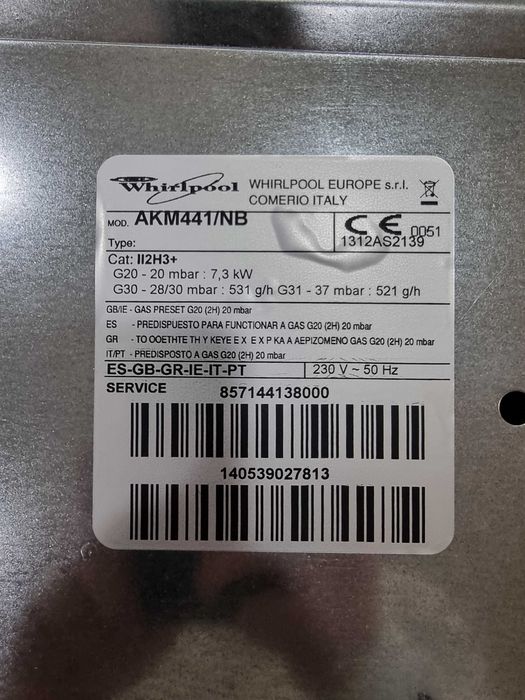 Whirlpool WHIRLPOOL EUROPE s.r.l.
COMERIO ITALY
MOD. AKM441/NB
CE 0051
Type: 1312AS2139
Cat: II2H3+
G20 - 20 mbar : 7,3 kW
G30 - 28/30 mbar : 531 g/h G31 - 37 mbar : 521 g/h
GB/IE - GAS PRESET G20 (2H) 20 mbar
ES - PREDISPUESTO PARA FUNCTIONAR A GAS G20 (2H) 20 mbar
GR - TO OOETHTE TH Y KEYE E X E X P KA A AEPIZOMENO GAS G20 (2H) 20 mbar
IT/PT - PREDISPOSTO A GAS G20 (2H) 20 mbar
ES-GB-GR-IE-IT-PT 230 V ~ 50 Hz
SERVICE 857144138000
140539027813